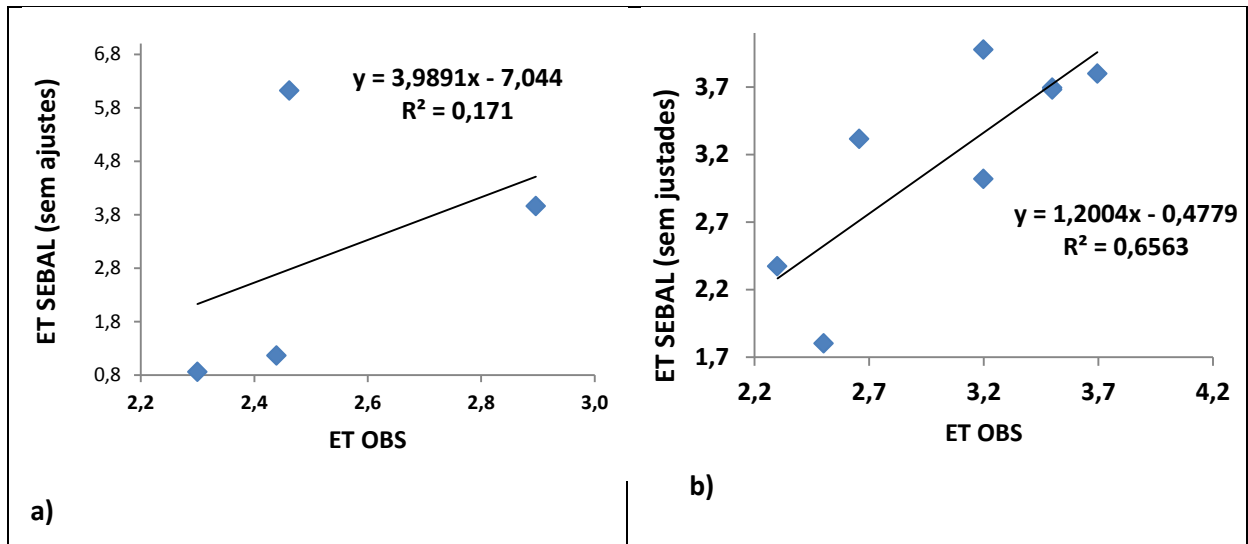 ET SEBAL (sem ajustes)
6,8
5,8
4,8
3,8
2,8
1,8
0,8
y = 3,9891x - 7,044
R² = 0,171
2,2
2,4
2,6
2,8
3,0
ET OBS
a)
ET SEBAL (sem justades)
3,7
3,2
2,7
2,2
1,7
y = 1,2004x - 0,4779
R² = 0,6563
2,2
2,7
3,2
3,7
4,2
ET OBS
b)